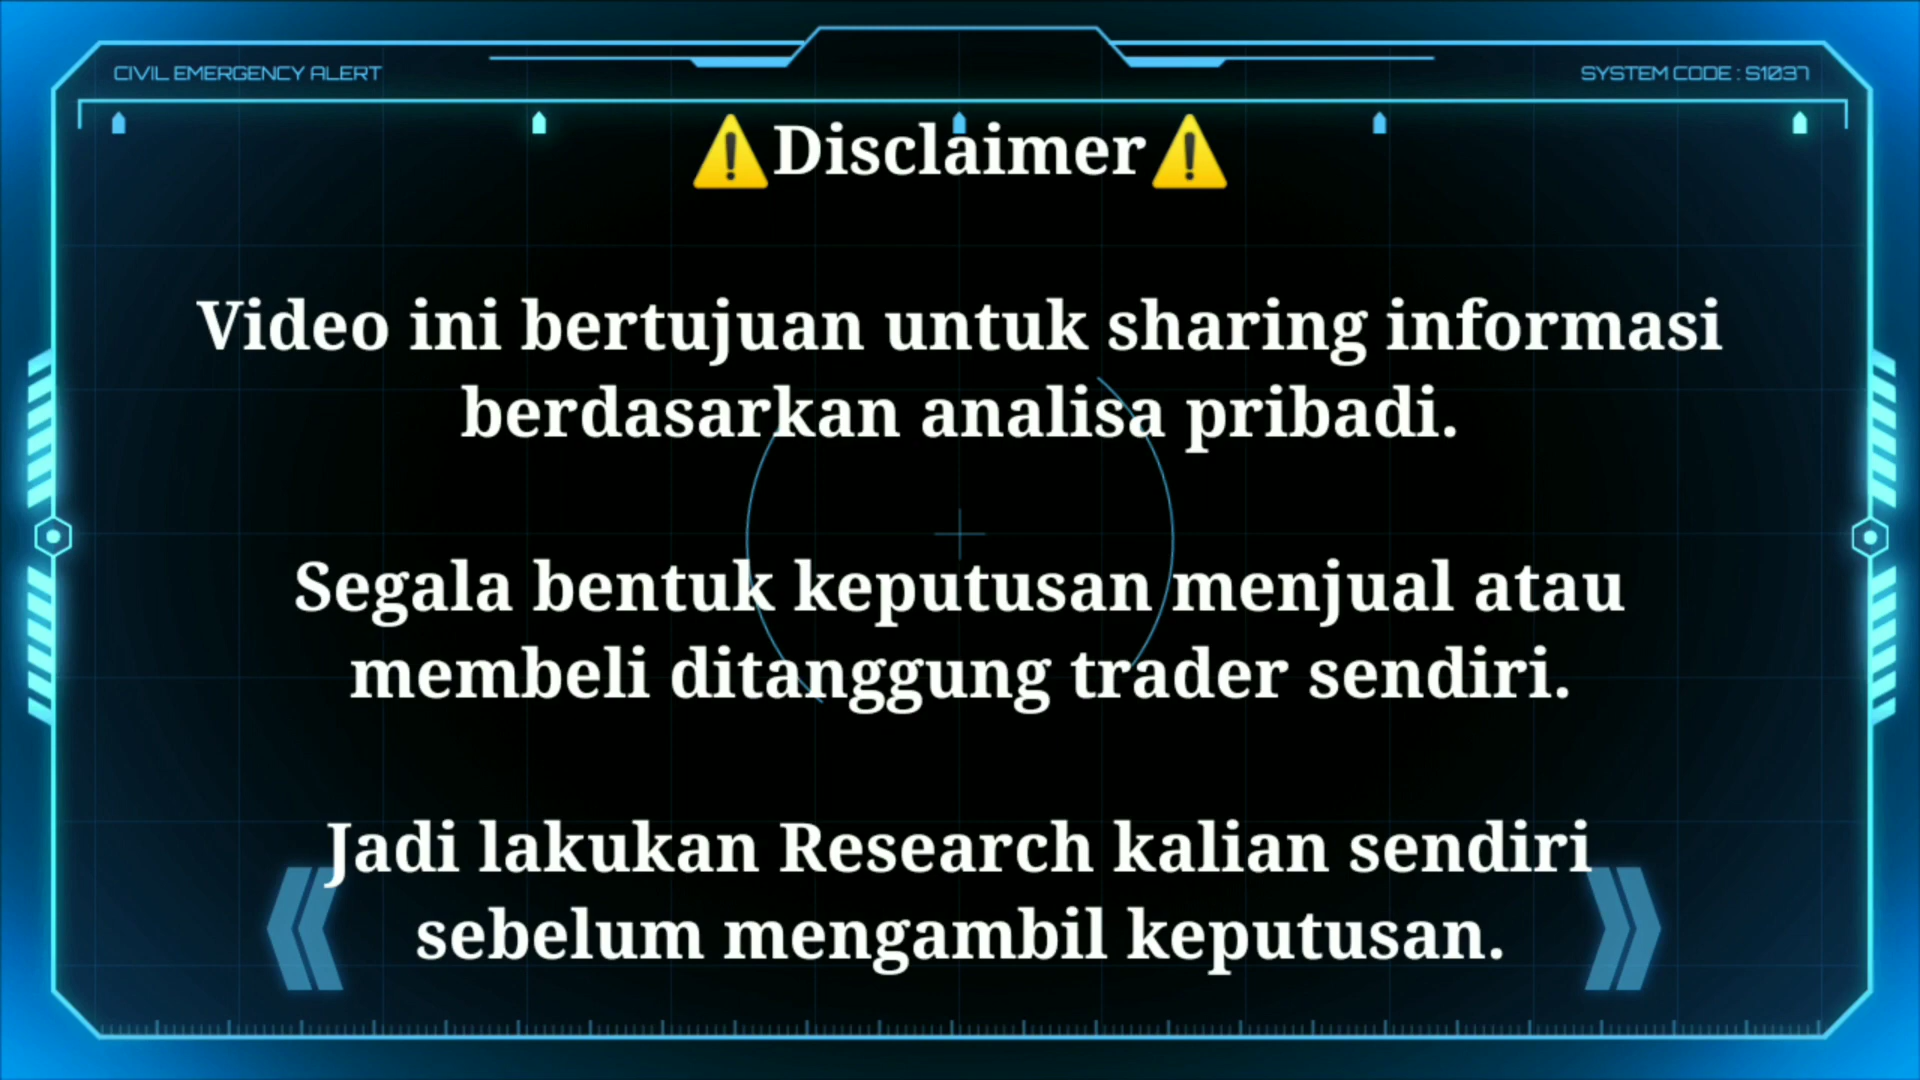 CIVIL EMERGENCY ALERT
SYSTEM CODE : S1037
⚠️Disclaimer⚠️
Video ini bertujuan untuk sharing informasi
berdasarkan analisa pribadi.
Segala bentuk keputusan menjual atau
membeli ditanggung trader sendiri.
Jadi lakukan Research kalian sendiri
sebelum mengambil keputusan.